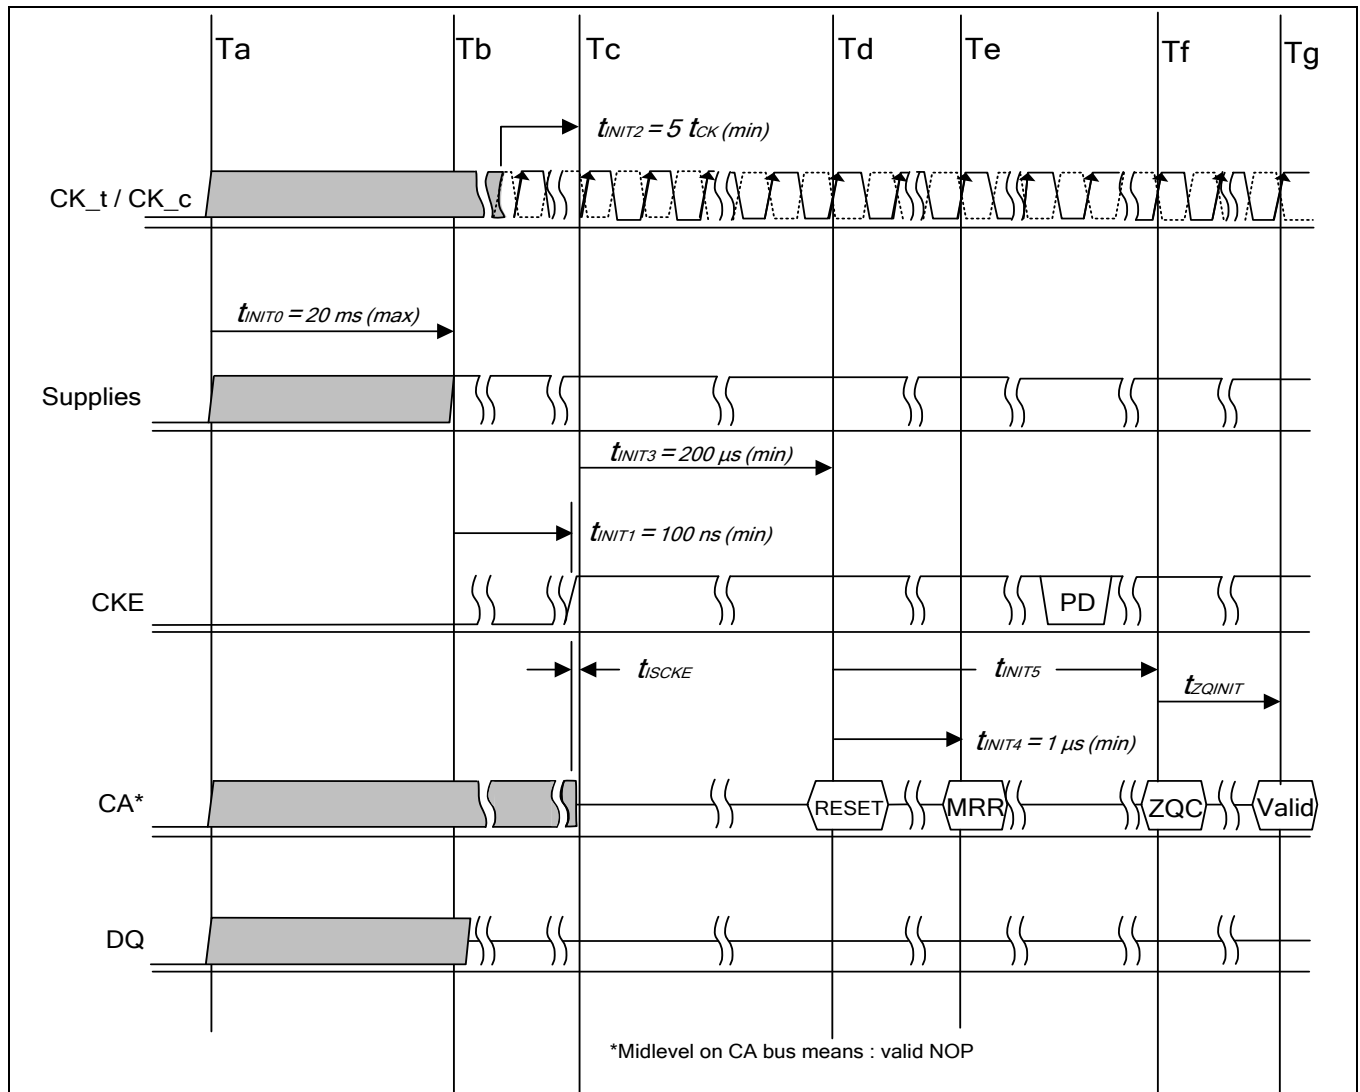 Ta Tb Tc Td Te Tf Tg
tINIT2 = 5 tCK (min)
CK_t / CK_c
tINIT0 = 20 ms (max)
Supplies
tINIT3 = 200 µs (min)
tINIT1 = 100 ns (min)
CKE
PD
tISCKE
tINIT5
tZQINIT
tINIT4 = 1 µs (min)
CA*
RESET MRR ZQC Valid
DQ
*Midlevel on CA bus means : valid NOP